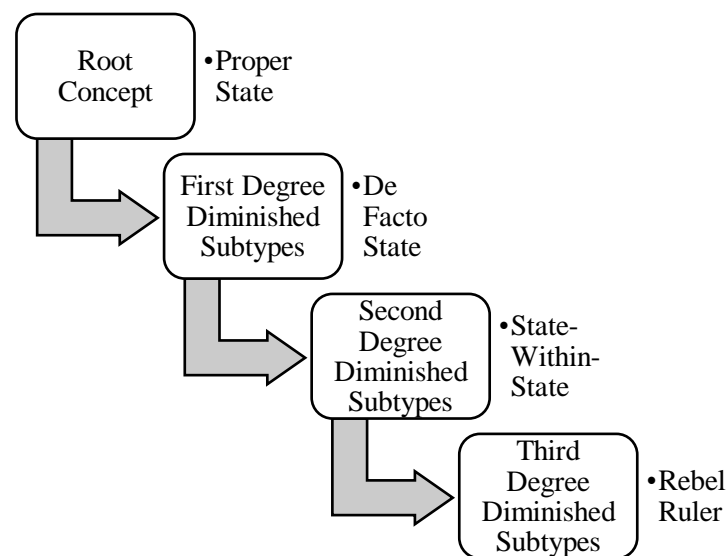 Root
Concept
•Proper
State
First Degree
Diminished
Subtypes
•De
Facto
State
Second
Degree
Diminished
Subtypes
•State-
Within-
State
Third
Degree
Diminished
Subtypes
•Rebel
Ruler